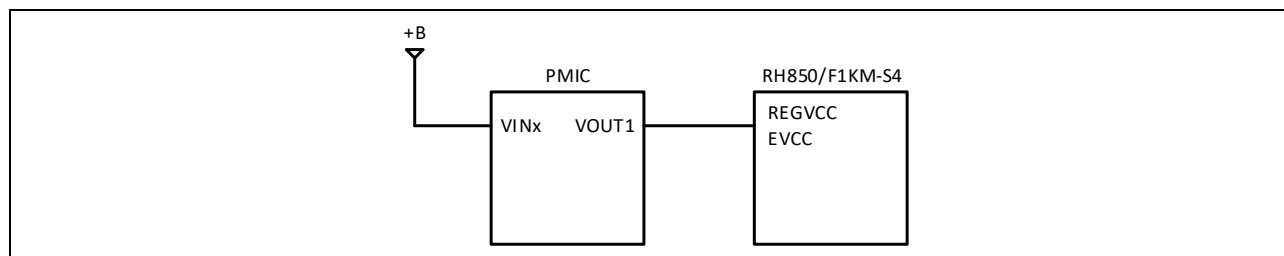 +B
PMIC
RH850/F1KM-S4
VINx
VOUT1
REGVCC
EVCC